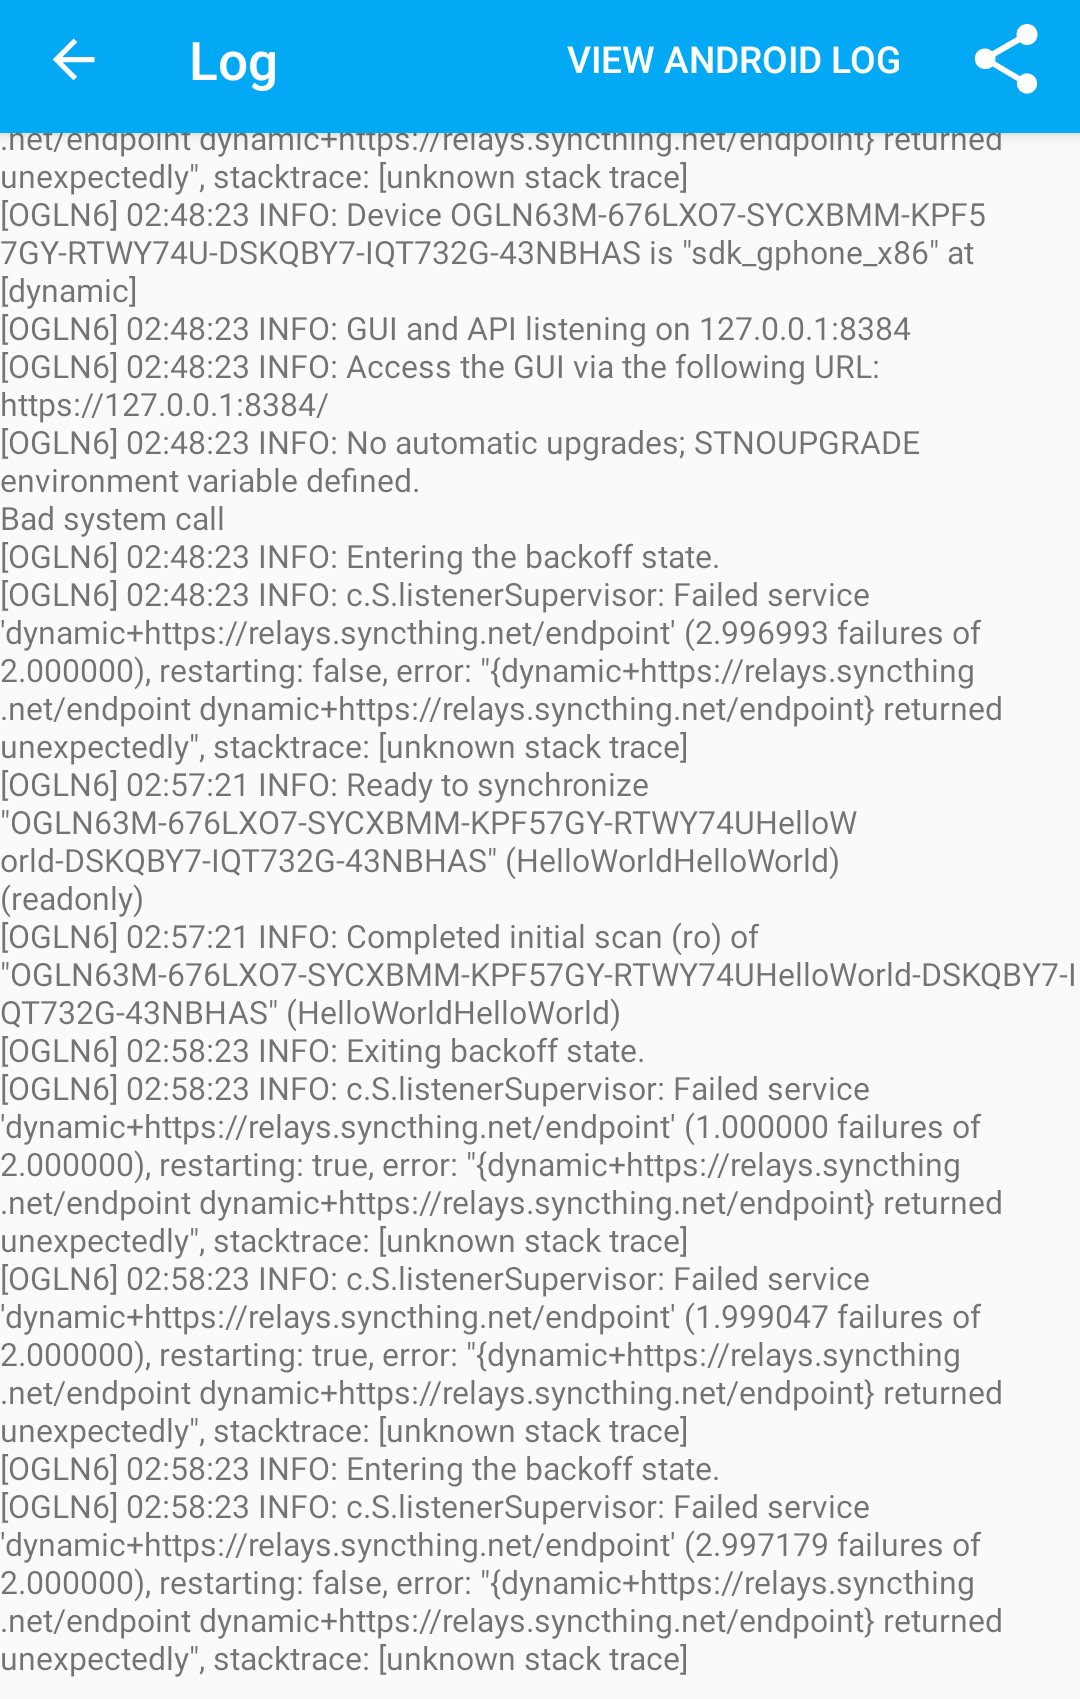 Log
VIEW ANDROID LOG
.net/endpoint dynamic+https://relays.syncthing.net/endpoint} returned
unexpectedly", stacktrace: [unknown stack trace]
[OGLN6] 02:48:23 INFO: Device OGLN63M-676LXO7-SYCXBMM-KPF5
7GY-RTWY74U-DSKQBY7-IQT732G-43NBHAS is "sdk_gphone_x86" at
[dynamic]
[OGLN6] 02:48:23 INFO: GUI and API listening on 127.0.0.1:8384
[OGLN6] 02:48:23 INFO: Access the GUI via the following URL:
https://127.0.0.1:8384/
[OGLN6] 02:48:23 INFO: No automatic upgrades; STNOUPGRADE
environment variable defined.
Bad system call
[OGLN6] 02:48:23 INFO: Entering the backoff state.
[OGLN6] 02:48:23 INFO: c.S.listenerSupervisor: Failed service
'dynamic+https://relays.syncthing.net/endpoint' (2.996993 failures of
2.000000), restarting: false, error: "{dynamic+https://relays.syncthing
.net/endpoint dynamic+https://relays.syncthing.net/endpoint} returned
unexpectedly", stacktrace: [unknown stack trace]
[OGLN6] 02:57:21 INFO: Ready to synchronize
"OGLN63M-676LXO7-SYCXBMM-KPF57GY-RTWY74UHelloW
orld-DSKQBY7-IQT732G-43NBHAS" (HelloWorldHelloWorld)
(readonly)
[OGLN6] 02:57:21 INFO: Completed initial scan (ro) of
"OGLN63M-676LXO7-SYCXBMM-KPF57GY-RTWY74UHelloWorld-DSKQBY7-I
QT732G-43NBHAS" (HelloWorldHelloWorld)
[OGLN6] 02:58:23 INFO: Exiting backoff state.
[OGLN6] 02:58:23 INFO: c.S.listenerSupervisor: Failed service
'dynamic+https://relays.syncthing.net/endpoint' (1.000000 failures of
2.000000), restarting: true, error: "{dynamic+https://relays.syncthing
.net/endpoint dynamic+https://relays.syncthing.net/endpoint} returned
unexpectedly", stacktrace: [unknown stack trace]
[OGLN6] 02:58:23 INFO: c.S.listenerSupervisor: Failed service
'dynamic+https://relays.syncthing.net/endpoint' (1.999047 failures of
2.000000), restarting: true, error: "{dynamic+https://relays.syncthing
.net/endpoint dynamic+https://relays.syncthing.net/endpoint} returned
unexpectedly", stacktrace: [unknown stack trace]
[OGLN6] 02:58:23 INFO: Entering the backoff state.
[OGLN6] 02:58:23 INFO: c.S.listenerSupervisor: Failed service
'dynamic+https://relays.syncthing.net/endpoint' (2.997179 failures of
2.000000), restarting: false, error: "{dynamic+https://relays.syncthing
.net/endpoint dynamic+https://relays.syncthing.net/endpoint} returned
unexpectedly", stacktrace: [unknown stack trace]